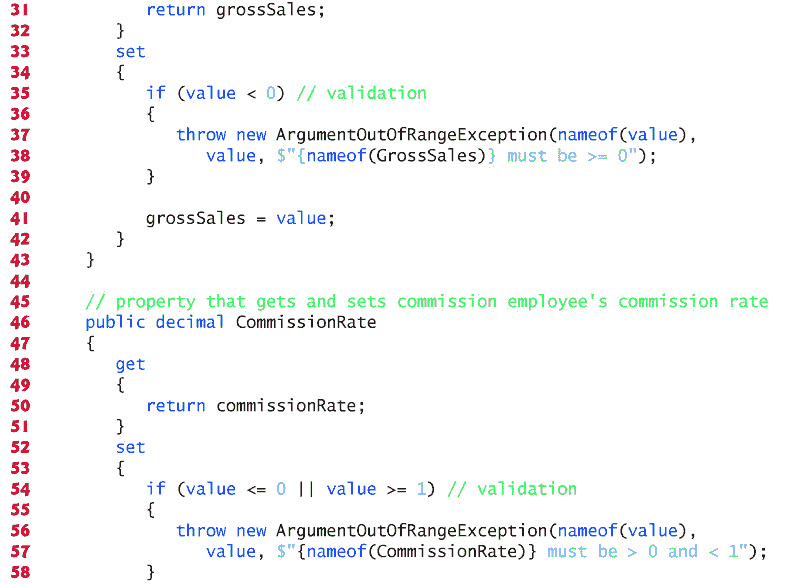 31 return grossSales;
32 }
33 set
34 {
35 if (value < 0) // validation
36 {
37 throw new ArgumentOutOfRangeException(nameof(value),
38 value, $"{nameof(GrossSales)} must be >= 0");
39 }
40
41 grossSales = value;
42 }
43 }
44
45 // property that gets and sets commission employee's commission rate
46 public decimal CommissionRate
47 {
48 get
49 {
50 return commissionRate;
51 }
52 set
53 {
54 if (value <= 0 || value >= 1) // validation
55 {
56 throw new ArgumentOutOfRangeException(nameof(value),
57 value, $"{nameof(CommissionRate)} must be > 0 and < 1");
58 }